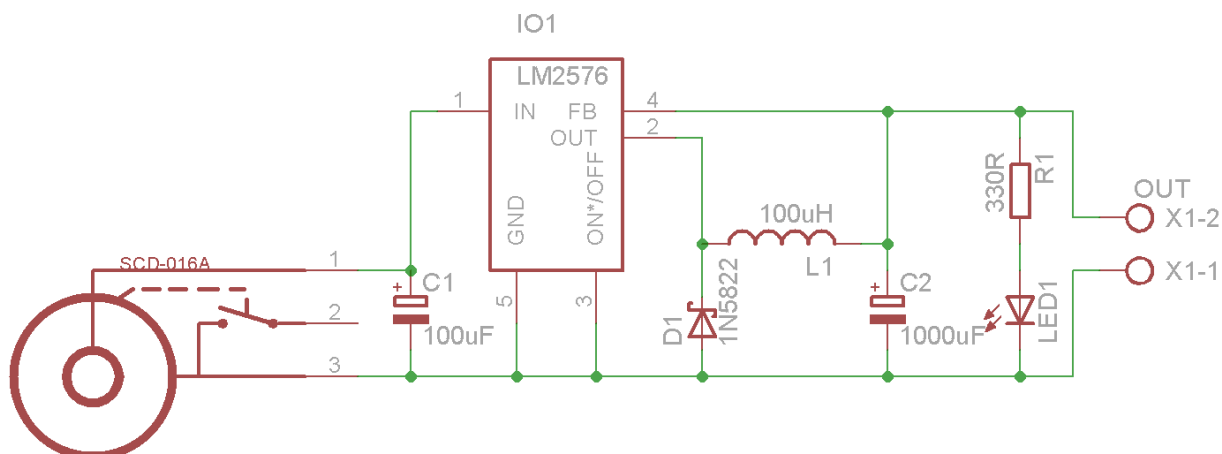 IO1
LM2576
1
IN
FB
4
OUT
2
GND
ON*/OFF
5
3
SCD-016A
1
2
3
+
C1
100uF
D1
1N5822
100uH
L1
+
C2
1000uF
330R
R1
LED1
OUT
X1-2
X1-1